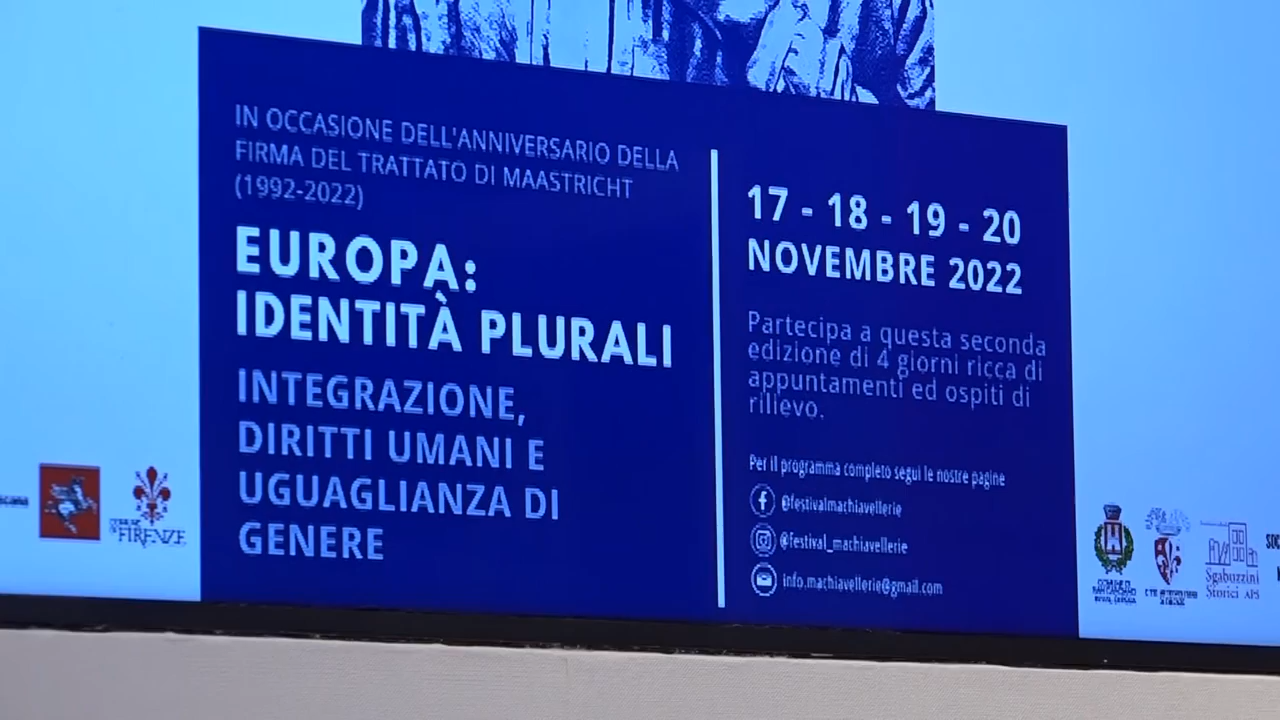 IN OCCASIONE DELL'ANNIVERSARIO DELLA
FIRMA DEL TRATTATO DI MAASTRICHT
(1992-2022)
EUROPA:
IDENTITÀ PLURALI
INTEGRAZIONE,
DIRITTI UMANI E
UGUAGLIANZA DI
GENERE
17 - 18 - 19 - 20
NOVEMBRE 2022
Partecipa a questa seconda
edizione di 4 giorni ricca di
appuntamenti ed ospiti di
rilievo.
Per il programma completo segui le nostre pagine
@festivalmachiavellerie
@festival_machiavellerie
info.machiavellerie@gmail.com
FIRENZE
Sgabuzzini
Storici APS